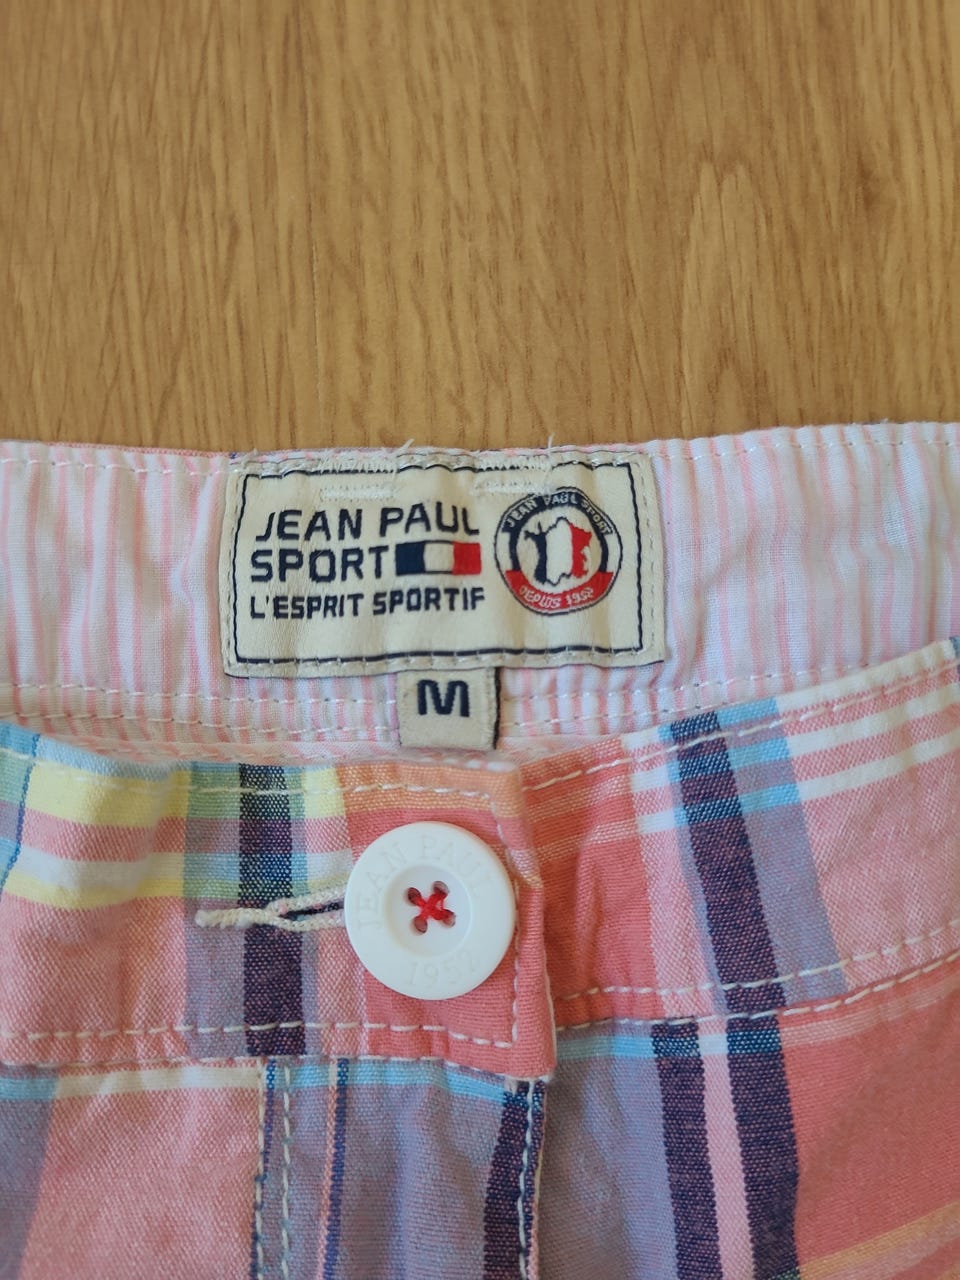 JEAN PAUL
SPORT
L'ESPRIT SPORTIF
JEAN PAUL SPORT
DEPUIS 1952
M
JEAN PAUL
1952